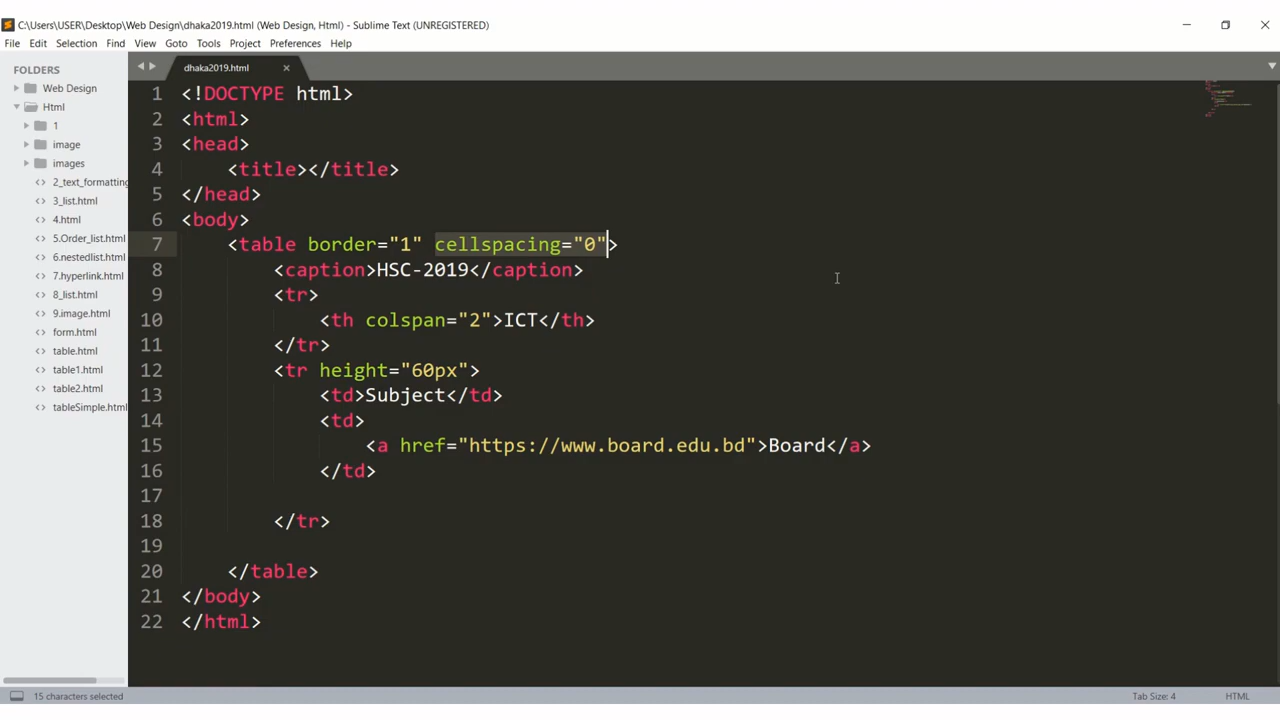 C:\Users\USER\Desktop\Web Design\dhaka2019.html (Web Design, Html) - Sublime Text (UNREGISTERED)
File Edit Selection Find View Goto Tools Project Preferences Help
FOLDERS
Web Design
Html
1
image
images
2_text_formatting
3_list.html
4.html
5.Order_list.html
6.nestedlist.html
7.hyperlink.html
8_list.html
9.image.html
form.html
table.html
table1.html
table2.html
tableSimple.html
dhaka2019.html
1 <!DOCTYPE html>
2 <html>
3 <head>
4 <title></title>
5 </head>
6 <body>
7 <table border="1" cellspacing="0">
8 <caption>HSC-2019</caption>
9 <tr>
10 <th colspan="2">ICT</th>
11 </tr>
12 <tr height="60px">
13 <td>Subject</td>
14 <td>
15 <a href="https://www.board.edu.bd">Board</a>
16 </td>
17
18 </tr>
19
20 </table>
21 </body>
22 </html>
15 characters selected
Tab Size: 4
HTML